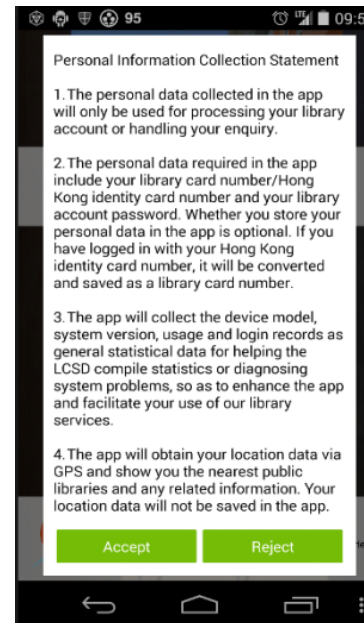 95
LTE
09:5
Personal Information Collection Statement
1. The personal data collected in the app
will only be used for processing your library
account or handling your enquiry.
2. The personal data required in the app
include your library card number/Hong
Kong identity card number and your library
account password. Whether you store your
personal data in the app is optional. If you
have logged in with your Hong Kong
identity card number, it will be converted
and saved as a library card number.
3. The app will collect the device model,
system version, usage and login records as
general statistical data for helping the
LCSD compile statistics or diagnosing
system problems, so as to enhance the app
and facilitate your use of our library
services.
4. The app will obtain your location data via
GPS and show you the nearest public
libraries and any related information. Your
location data will not be saved in the app.
Accept
Reject